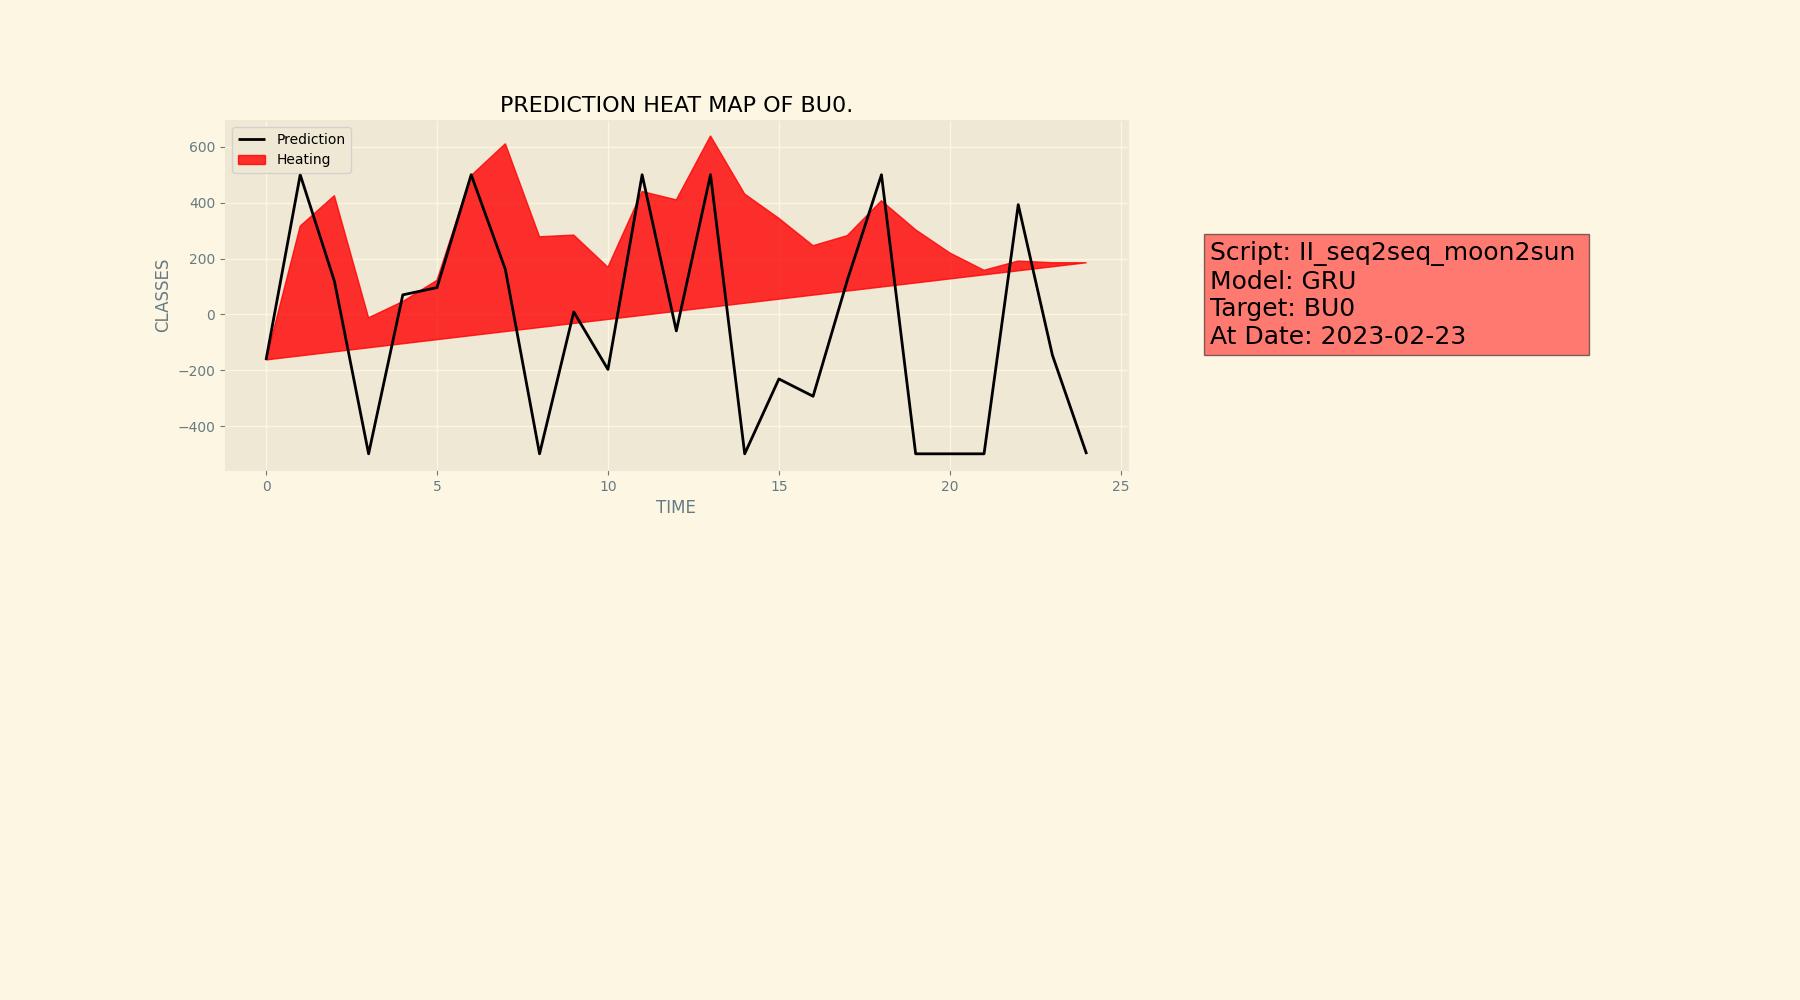 PREDICTION HEAT MAP OF BU0.
Prediction
Heating
600
400
200
0
−200
−400
CLASSES
0 5 10 15 20 25
TIME
Script: II_seq2seq_moon2sun
Model: GRU
Target: BU0
At Date: 2023-02-23